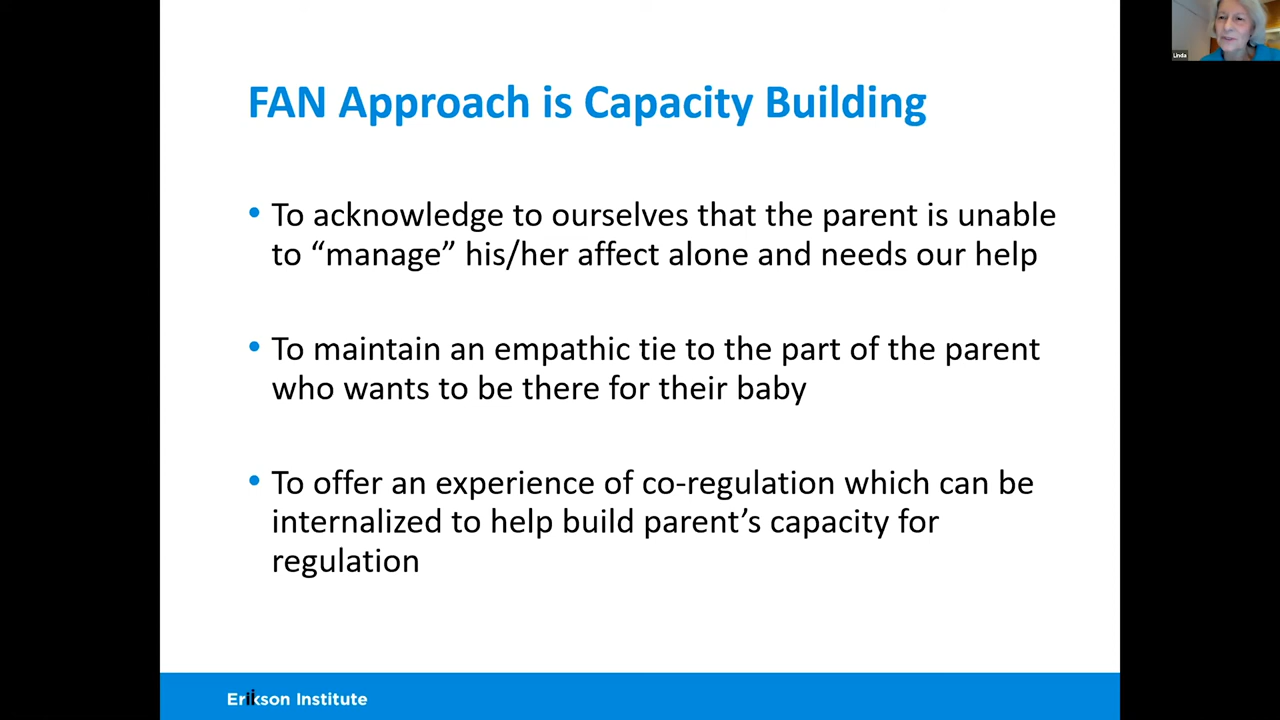 Linda
FAN Approach is Capacity Building
• To acknowledge to ourselves that the parent is unable
to “manage” his/her affect alone and needs our help
• To maintain an empathic tie to the part of the parent
who wants to be there for their baby
• To offer an experience of co-regulation which can be
internalized to help build parent’s capacity for
regulation
Erikson Institute